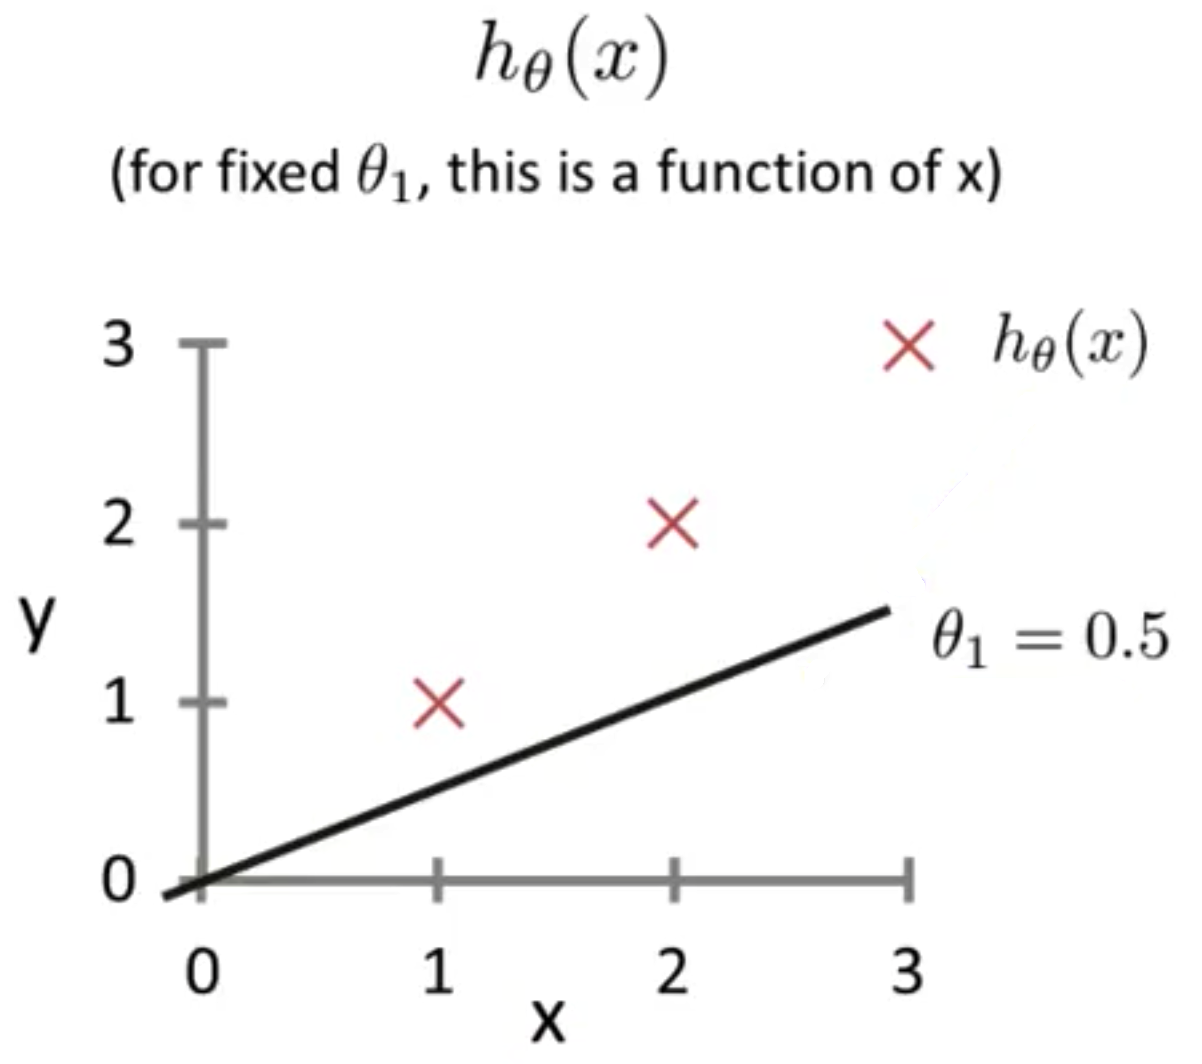 hθ(x)
(for fixed θ₁, this is a function of x)
3
hθ(x)
2
y
θ₁ = 0.5
1
0
0 1 2 3
x